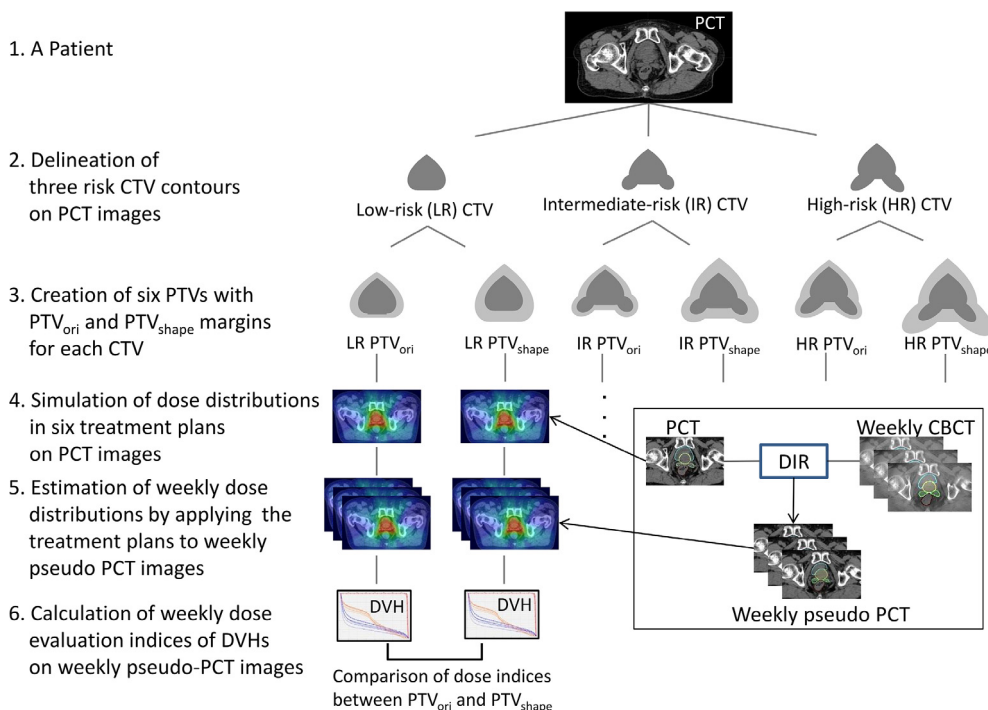 PCT
1. A Patient
2. Delineation of
three risk CTV contours
on PCT images
Low-risk (LR) CTV
Intermediate-risk (IR) CTV
High-risk (HR) CTV
3. Creation of six PTVs with
PTVori and PTVshape margins
for each CTV
LR PTVori
LR PTVshape
IR PTVori
IR PTVshape
HR PTVori
HR PTVshape
4. Simulation of dose distributions
in six treatment plans
on PCT images
PCT
DIR
Weekly CBCT
5. Estimation of weekly dose
distributions by applying the
treatment plans to weekly
pseudo PCT images
Weekly pseudo PCT
6. Calculation of weekly dose
evaluation indices of DVHs
on weekly pseudo-PCT images
DVH
DVH
Comparison of dose indices
between PTVori and PTVshape